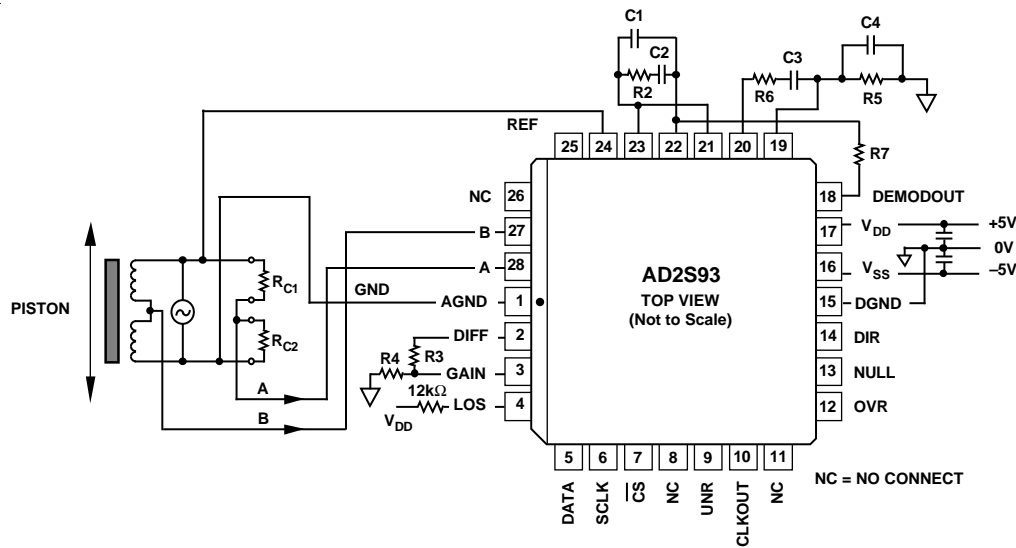 C1
C2
R2
C3
R6
C4
R5
REF
25 24 23 22 21 20 19
R7
NC 26
B 27
A 28
GND
AGND 1
DIFF 2
R4 R3
GAIN 3
12kΩ
LOS 4
VDD
PISTON
RC1
RC2
A
B
AD2S93
TOP VIEW
(Not to Scale)
18 DEMODOUT
17 VDD +5V
0V
16 VSS –5V
15 DGND
14 DIR
13 NULL
12 OVR
5 6 7 8 9 10 11
DATA
SCLK
CS
NC
UNR
CLKOUT
NC
NC = NO CONNECT